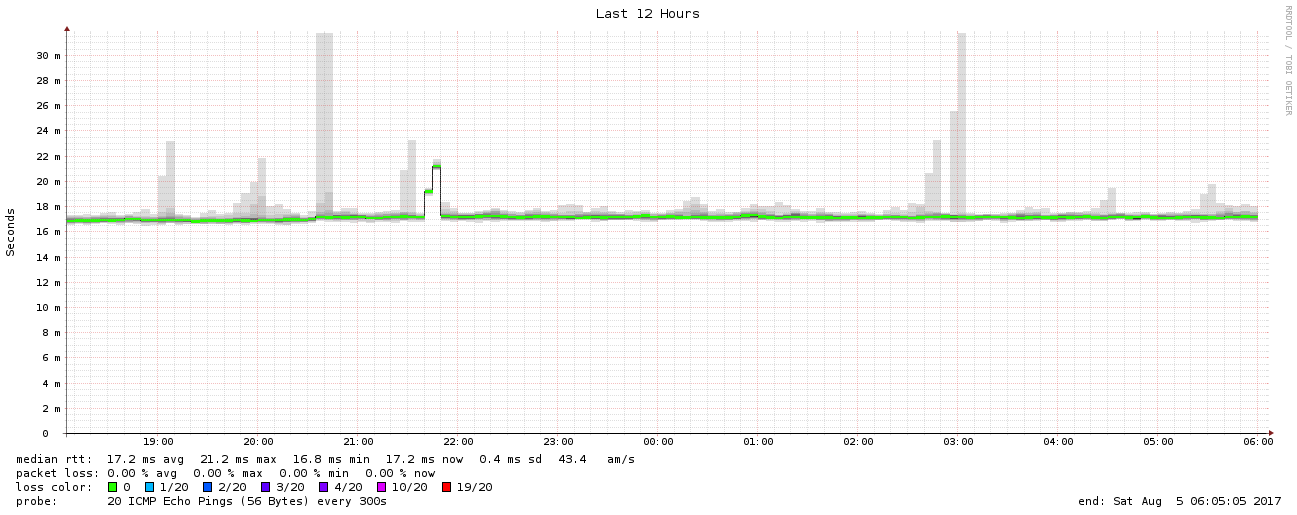 Last 12 Hours
RRDTOOL / TOBI OETIKER
Seconds
30 m
28 m
26 m
24 m
22 m
20 m
18 m
16 m
14 m
12 m
10 m
8 m
6 m
4 m
2 m
0
19:00 20:00 21:00 22:00 23:00 00:00 01:00 02:00 03:00 04:00 05:00 06:00
median rtt: 17.2 ms avg 21.2 ms max 16.8 ms min 17.2 ms now 0.4 ms sd 43.4 am/s
packet loss: 0.00 % avg 0.00 % max 0.00 % min 0.00 % now
loss color: 0 1/20 2/20 3/20 4/20 10/20 19/20
probe: 20 ICMP Echo Pings (56 Bytes) every 300s end: Sat Aug 5 06:05:05 2017